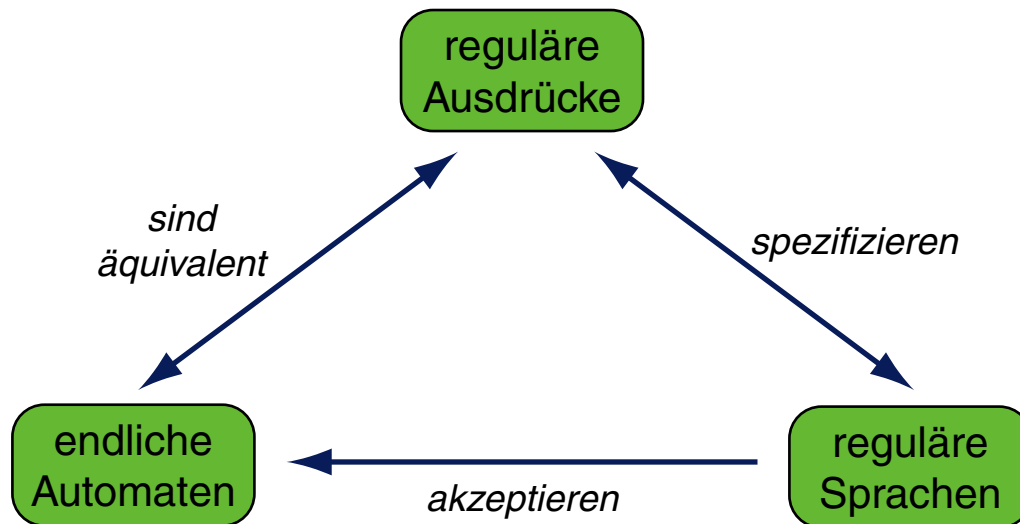 reguläre
Ausdrücke
sind
äquivalent
spezifizieren
endliche
Automaten
akzeptieren
reguläre
Sprachen